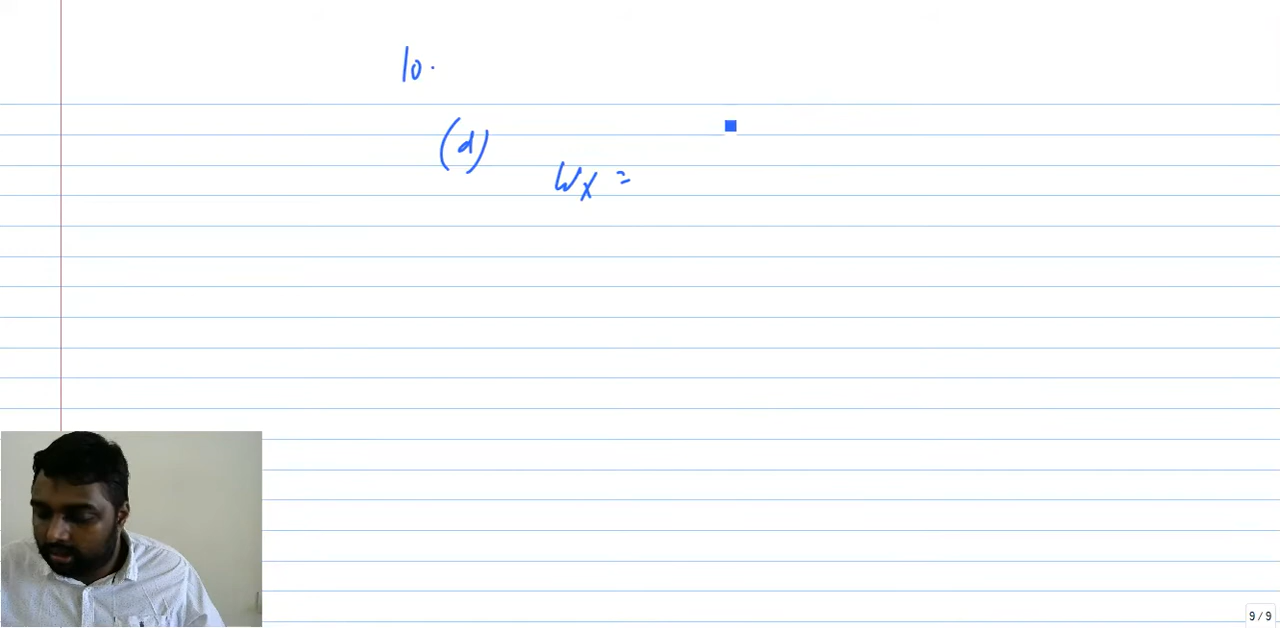 10.
(d)
Wx =
9/9